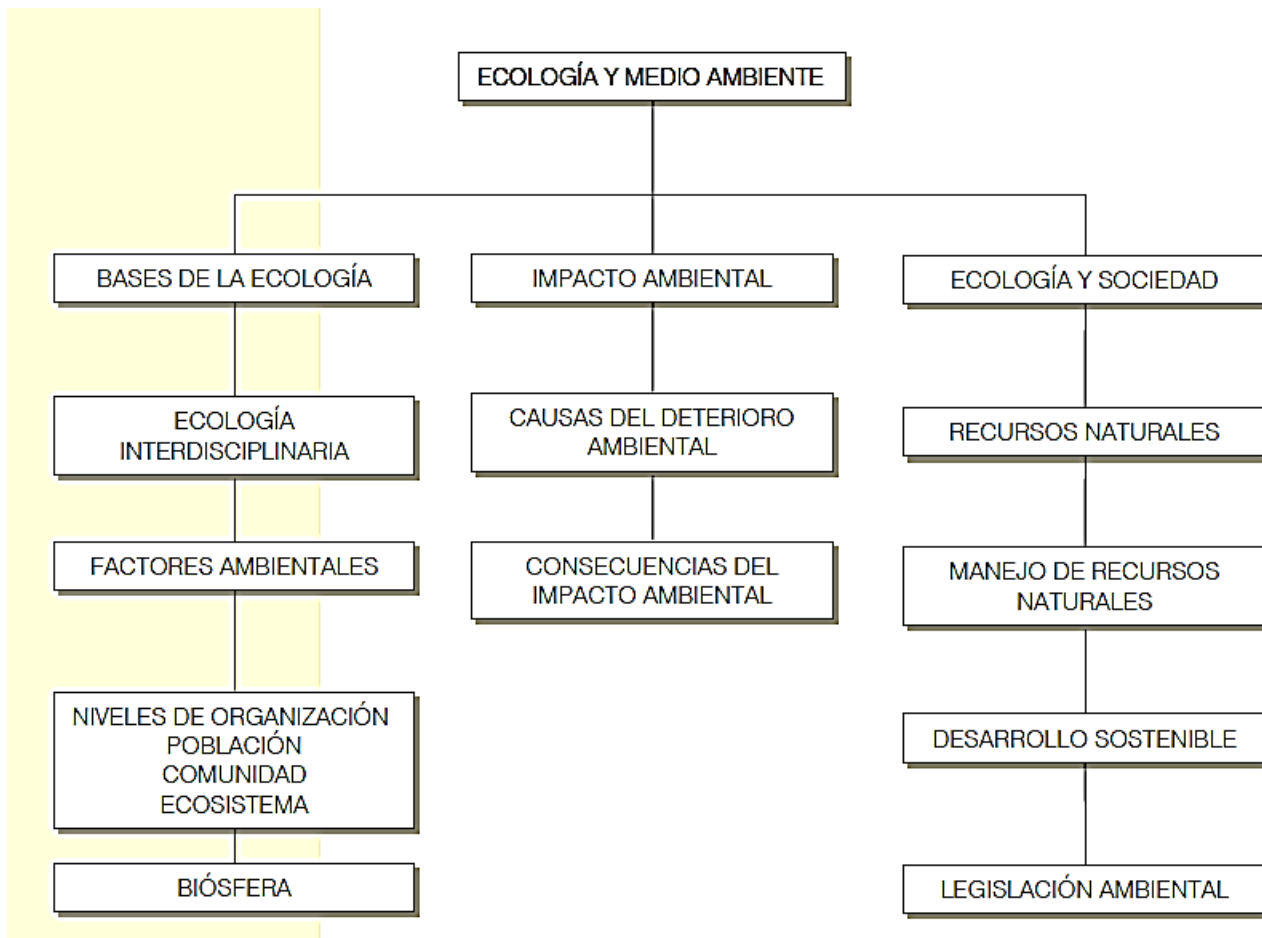 ECOLOGÍA Y MEDIO AMBIENTE
BASES DE LA ECOLOGÍA
ECOLOGÍA
INTERDISCIPLINARIA
FACTORES AMBIENTALES
NIVELES DE ORGANIZACIÓN
POBLACIÓN
COMUNIDAD
ECOSISTEMA
BIÓSFERA
IMPACTO AMBIENTAL
CAUSAS DEL DETERIORO
AMBIENTAL
CONSECUENCIAS DEL
IMPACTO AMBIENTAL
ECOLOGÍA Y SOCIEDAD
RECURSOS NATURALES
MANEJO DE RECURSOS
NATURALES
DESARROLLO SOSTENIBLE
LEGISLACIÓN AMBIENTAL